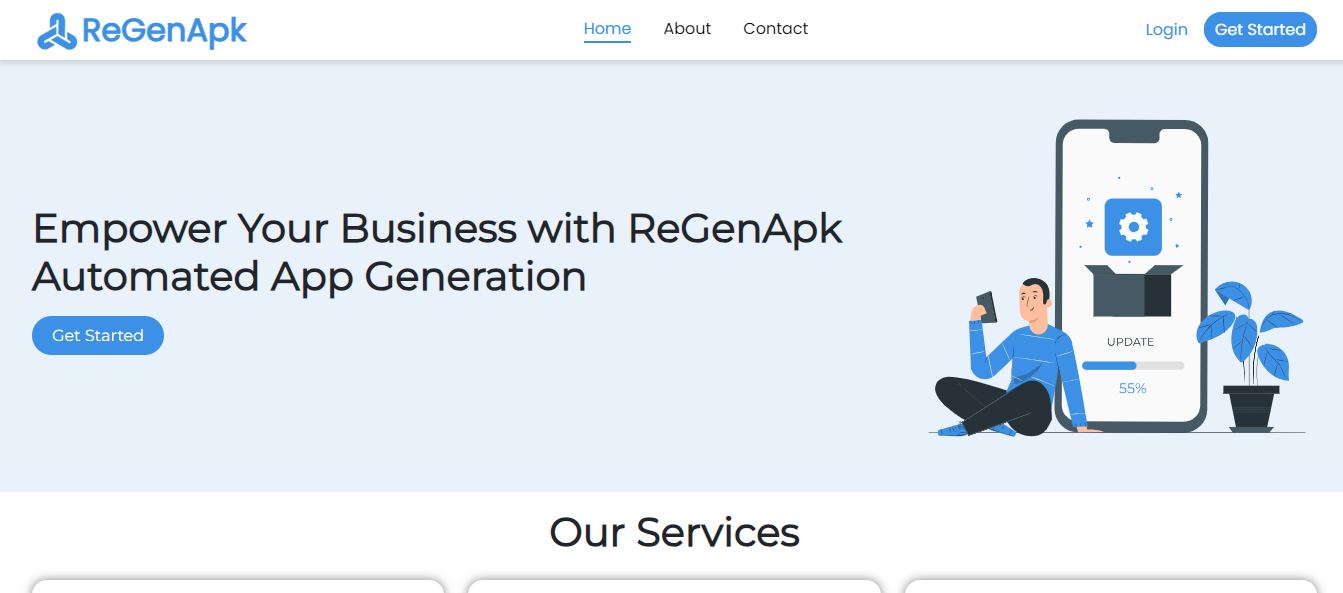 ReGenApk
Home
About
Contact
Login
Get Started
Empower Your Business with ReGenApk
Automated App Generation
Get Started
UPDATE
55%
Our Services